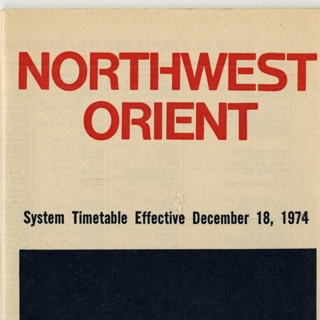 NORTHWEST
ORIENT
System Timetable Effective December 18, 1974